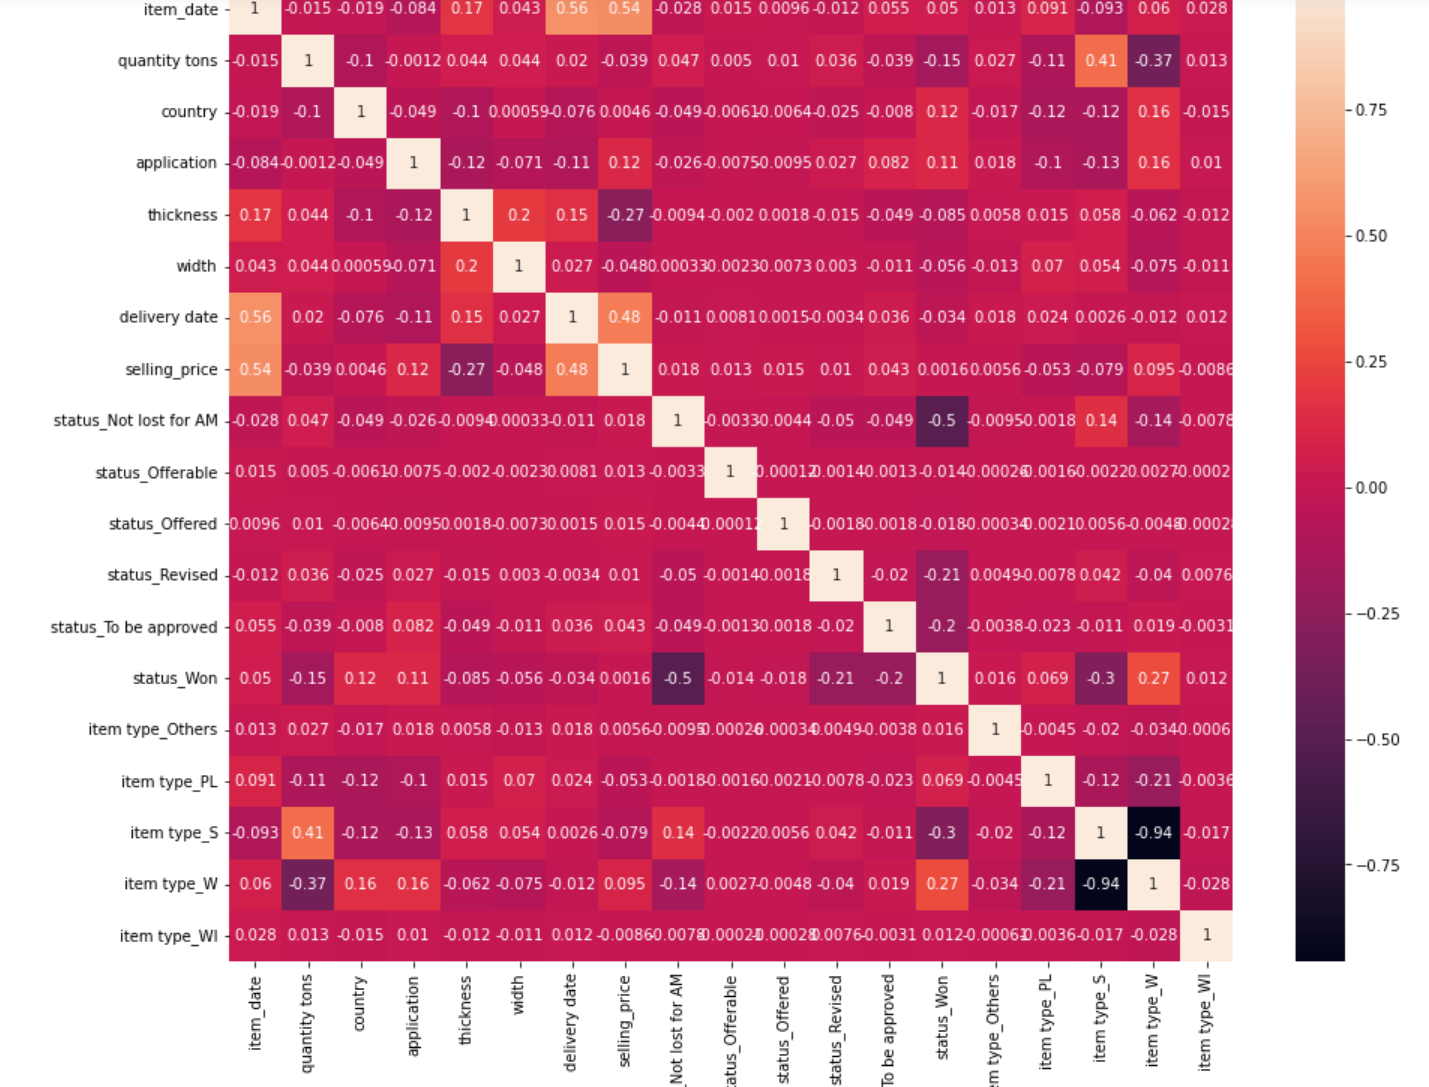 item_date 1 -0.015 -0.019 -0.084 0.17 0.043 0.56 0.54 -0.028 0.015 0.0096 -0.012 0.055 0.05 0.013 0.091 -0.093 0.06 0.028
quantity tons -0.015 1 -0.1 -0.0012 0.044 0.044 0.02 -0.039 0.047 0.005 0.01 0.036 -0.039 -0.15 0.027 -0.11 0.41 -0.37 0.013
country -0.019 -0.1 1 -0.049 -0.1 0.00059 -0.076 0.0046 -0.049 -0.0061 -0.0064 -0.025 -0.008 0.12 -0.017 -0.12 -0.12 0.16 -0.015
0.75
application -0.084 -0.0012 -0.049 1 -0.12 -0.071 -0.11 0.12 -0.026 -0.0075 -0.0095 0.027 0.082 0.11 0.018 -0.1 -0.13 0.16 0.01
thickness 0.17 0.044 -0.1 -0.12 1 0.2 0.15 -0.27 -0.0094 -0.002 0.0018 -0.015 -0.049 -0.085 0.0058 0.015 0.058 -0.062 -0.012
0.50
width 0.043 0.044 0.00059 -0.071 0.2 1 0.027 -0.048 0.00033 -0.0023 -0.0073 0.003 -0.011 -0.056 -0.013 0.07 0.054 -0.075 -0.011
delivery date 0.56 0.02 -0.076 -0.11 0.15 0.027 1 0.48 -0.011 0.0081 0.0015 -0.0034 0.036 -0.034 0.018 0.024 0.0026 -0.012 0.012
0.25
selling_price 0.54 -0.039 0.0046 0.12 -0.27 -0.048 0.48 1 0.018 0.013 0.015 0.01 0.043 0.0016 0.0056 -0.053 -0.079 0.095 -0.0086
status_Not lost for AM -0.028 0.047 -0.049 -0.026 -0.0094 0.00033 -0.011 0.018 1 -0.0033 -0.0044 -0.05 -0.049 -0.5 -0.0095 -0.0018 0.14 -0.14 -0.0078
status_Offerable 0.015 0.005 -0.0061 -0.0075 -0.002 -0.0023 0.0081 0.013 -0.0033 1 -0.00012 -0.0014 -0.0013 -0.014 -0.00026 -0.0016 -0.0022 0.0027 -0.0002
0.00
status_Offered 0.0096 0.01 -0.0064 -0.0095 0.0018 -0.0073 0.0015 0.015 -0.0044 -0.00012 1 -0.0018 -0.0018 -0.018 -0.00034 -0.0021 0.0056 -0.0048 -0.00028
status_Revised -0.012 0.036 -0.025 0.027 -0.015 0.003 -0.0034 0.01 -0.05 -0.0014 -0.0018 1 -0.02 -0.21 0.0049 -0.0078 0.042 -0.04 0.0076
−0.25
status_To be approved 0.055 -0.039 -0.008 0.082 -0.049 -0.011 0.036 0.043 -0.049 -0.0013 -0.0018 -0.02 1 -0.2 -0.0038 -0.023 -0.011 0.019 -0.0031
status_Won 0.05 -0.15 0.12 0.11 -0.085 -0.056 -0.034 0.0016 -0.5 -0.014 -0.018 -0.21 -0.2 1 0.016 0.069 -0.3 0.27 0.012
item type_Others 0.013 0.027 -0.017 0.018 0.0058 -0.013 0.018 0.0056 -0.0095 -0.00026 -0.00034 0.0049 -0.0038 0.016 1 -0.0045 -0.02 -0.034 -0.0006
−0.50
item type_PL 0.091 -0.11 -0.12 -0.1 0.015 0.07 0.024 -0.053 -0.0018 -0.0016 -0.0021 -0.0078 -0.023 0.069 -0.0045 1 -0.12 -0.21 -0.0036
item type_S -0.093 0.41 -0.12 -0.13 0.058 0.054 0.0026 -0.079 0.14 -0.0022 0.0056 0.042 -0.011 -0.3 -0.02 -0.12 1 -0.94 -0.017
−0.75
item type_W 0.06 -0.37 0.16 0.16 -0.062 -0.075 -0.012 0.095 -0.14 0.0027 -0.0048 -0.04 0.019 0.27 -0.034 -0.21 -0.94 1 -0.028
item type_WI 0.028 0.013 -0.015 0.01 -0.012 -0.011 0.012 -0.0086 -0.0078 -0.00021 -0.00028 0.0076 -0.0031 0.012 -0.00061 -0.0036 -0.017 -0.028 1
item_date
quantity tons
country
application
thickness
width
delivery date
selling_price
_Not lost for AM
tatus_Offerable
status_Offered
status_Revised
To be approved
status_Won
m type_Others
item type_PL
item type_S
item type_W
item type_WI